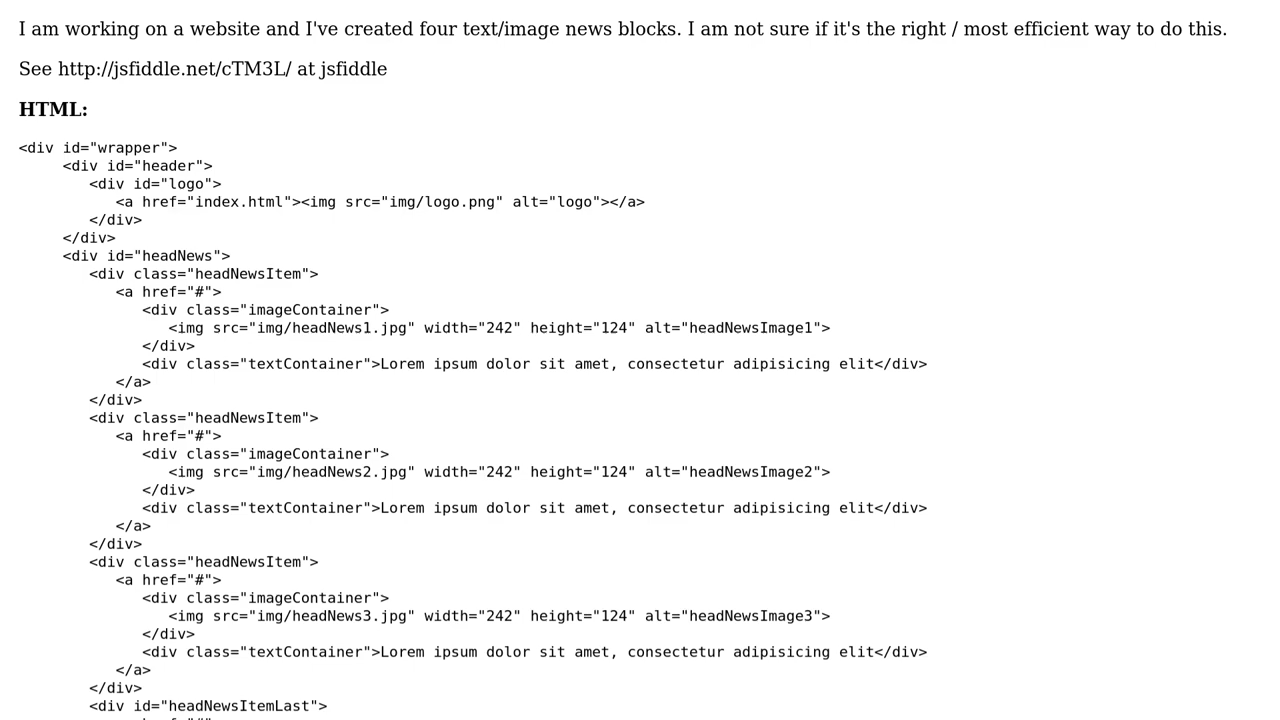 I am working on a website and I've created four text/image news blocks. I am not sure if it's the right / most efficient way to do this.
See http://jsfiddle.net/cTM3L/ at jsfiddle
HTML:
<div id="wrapper">
     <div id="header">
        <div id="logo">
           <a href="index.html"><img src="img/logo.png" alt="logo"></a>
        </div>
     </div>
     <div id="headNews">
        <div class="headNewsItem">
           <a href="#">
              <div class="imageContainer">
                 <img src="img/headNews1.jpg" width="242" height="124" alt="headNewsImage1">
              </div>
              <div class="textContainer">Lorem ipsum dolor sit amet, consectetur adipisicing elit</div>
           </a>
        </div>
        <div class="headNewsItem">
           <a href="#">
              <div class="imageContainer">
                 <img src="img/headNews2.jpg" width="242" height="124" alt="headNewsImage2">
              </div>
              <div class="textContainer">Lorem ipsum dolor sit amet, consectetur adipisicing elit</div>
           </a>
        </div>
        <div class="headNewsItem">
           <a href="#">
              <div class="imageContainer">
                 <img src="img/headNews3.jpg" width="242" height="124" alt="headNewsImage3">
              </div>
              <div class="textContainer">Lorem ipsum dolor sit amet, consectetur adipisicing elit</div>
           </a>
        </div>
        <div id="headNewsItemLast">